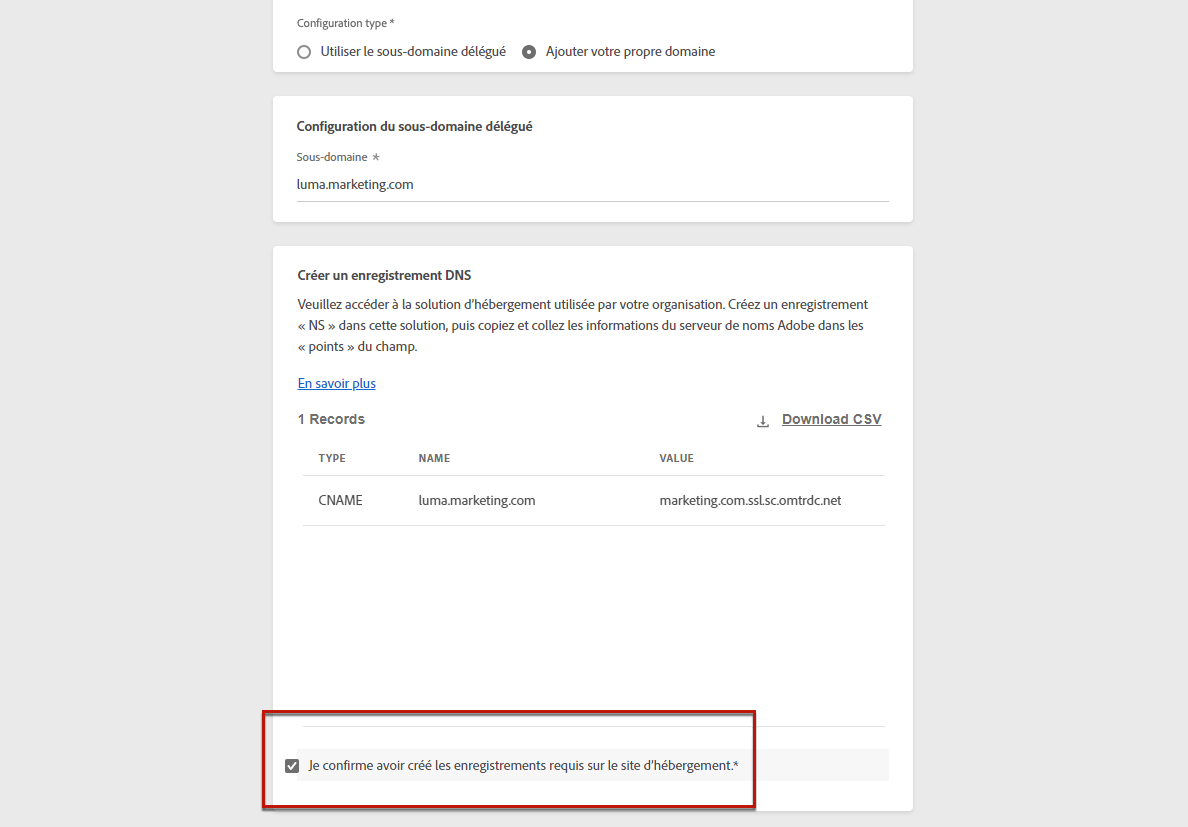 Configuration type *
Utiliser le sous-domaine délégué Ajouter votre propre domaine
Configuration du sous-domaine délégué
Sous-domaine *
luma.marketing.com
Créer un enregistrement DNS
Veuillez accéder à la solution d’hébergement utilisée par votre organisation. Créez un enregistrement
« NS » dans cette solution, puis copiez et collez les informations du serveur de noms Adobe dans les
« points » du champ.
En savoir plus
1 Records Download CSV
TYPE NAME VALUE
CNAME luma.marketing.com marketing.com.ssl.sc.omtrdc.net
Je confirme avoir créé les enregistrements requis sur le site d’hébergement.*